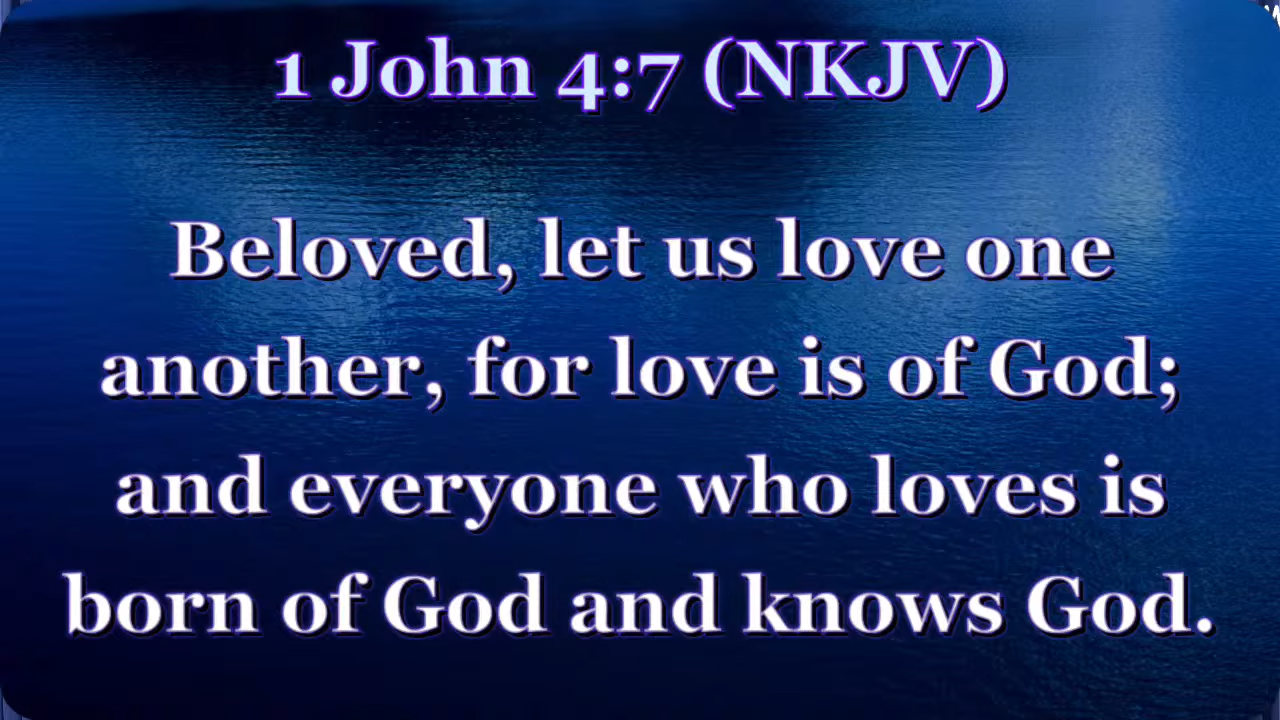 1 John 4:7 (NKJV)
Beloved, let us love one
another, for love is of God;
and everyone who loves is
born of God and knows God.